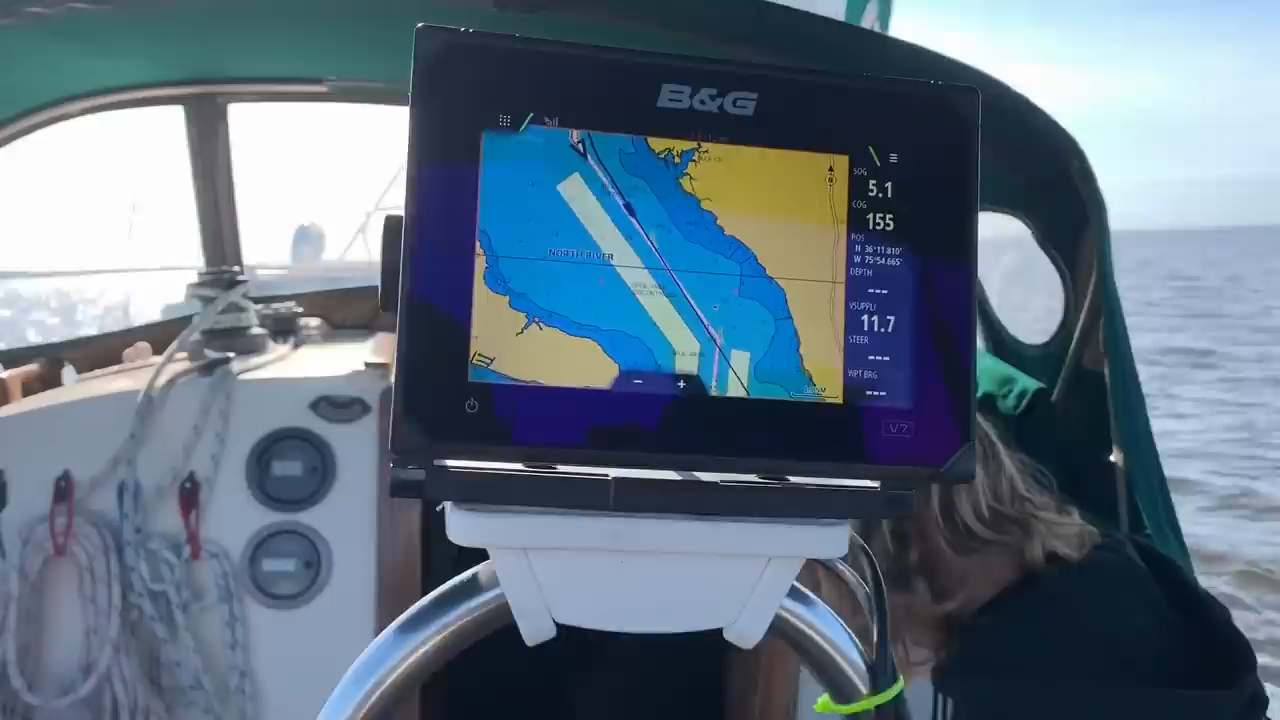 B&G
SOG
5.1
COG
155
POS
N 36°11.810'
W 75°54.665'
DEPTH
---
VSUPPLY
11.7
STEER
---
WPT BRG
---
NORTH RIVER
- +
V7